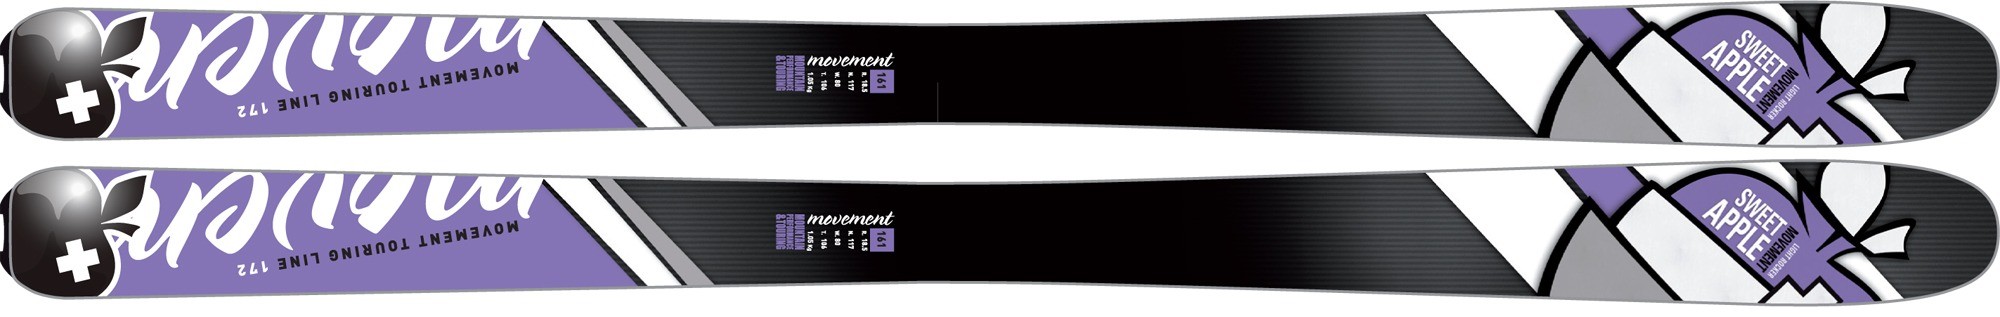 MOVEMENT TOURING LINE 172
movement
161
R. 18.5
N. 117
W. 80
T. 106
1.05 Kg
MOUNTAIN
PERFORMANCE
& TOURING
SWEET
APPLE
MOVEMENT
LIGHT ROCKER
MOVEMENT TOURING LINE 172
movement
161
R. 18.5
N. 117
W. 80
T. 106
1.05 Kg
MOUNTAIN
PERFORMANCE
& TOURING
SWEET
APPLE
MOVEMENT
LIGHT ROCKER